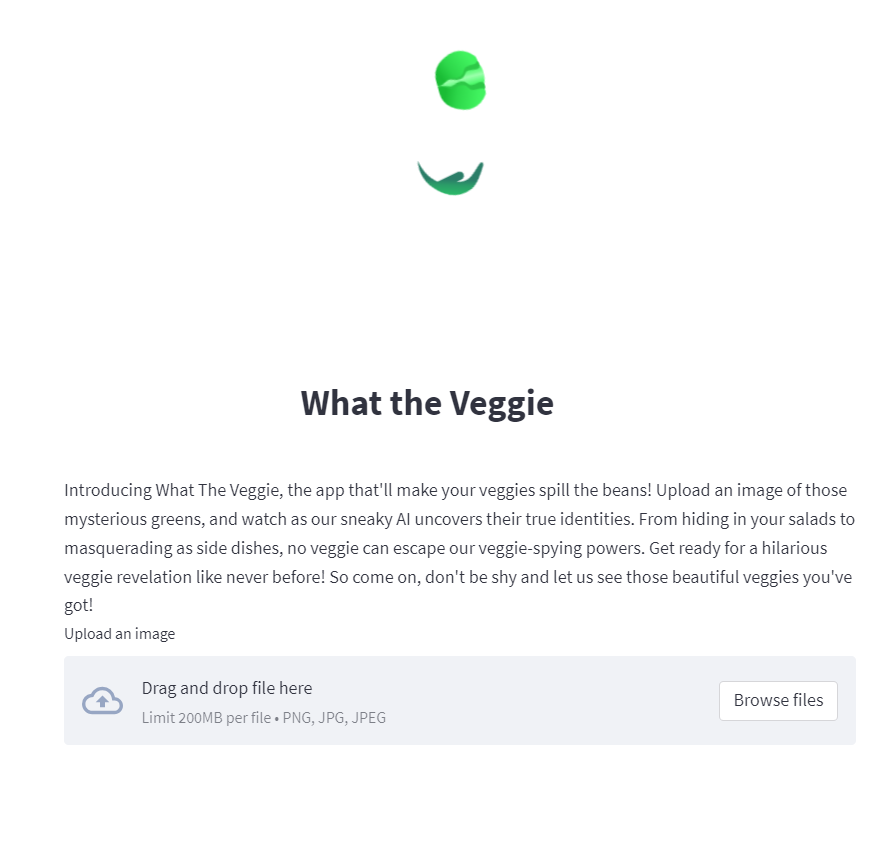 What the Veggie
Introducing What The Veggie, the app that'll make your veggies spill the beans! Upload an image of those
mysterious greens, and watch as our sneaky AI uncovers their true identities. From hiding in your salads to
masquerading as side dishes, no veggie can escape our veggie-spying powers. Get ready for a hilarious
veggie revelation like never before! So come on, don't be shy and let us see those beautiful veggies you've
got!
Upload an image
Drag and drop file here
Limit 200MB per file • PNG, JPG, JPEG
Browse files